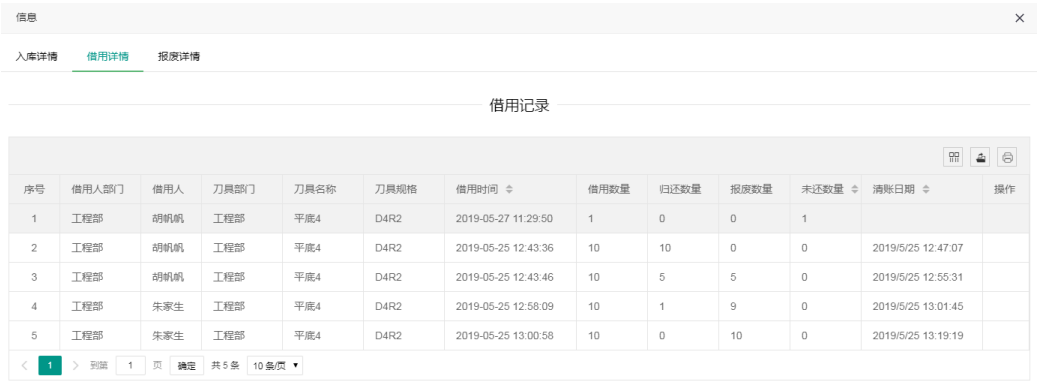 信息
入库详情 借用详情 报废详情
借用记录
序号 借用人部门 借用人 刀具部门 刀具名称 刀具规格 借用时间 借用数量 归还数量 报废数量 未还数量 清账日期 操作
1 工程部 胡帆帆 工程部 平底4 D4R2 2019-05-27 11:29:50 1 0 0 1
2 工程部 胡帆帆 工程部 平底4 D4R2 2019-05-25 12:43:36 10 10 0 0 2019/5/25 12:47:07
3 工程部 胡帆帆 工程部 平底4 D4R2 2019-05-25 12:43:46 10 5 5 0 2019/5/25 12:55:31
4 工程部 朱家生 工程部 平底4 D4R2 2019-05-25 12:58:09 10 1 9 0 2019/5/25 13:01:45
5 工程部 朱家生 工程部 平底4 D4R2 2019-05-25 13:00:58 10 0 10 0 2019/5/25 13:19:19
1 到第 1 页 确定 共 5 条 10 条/页